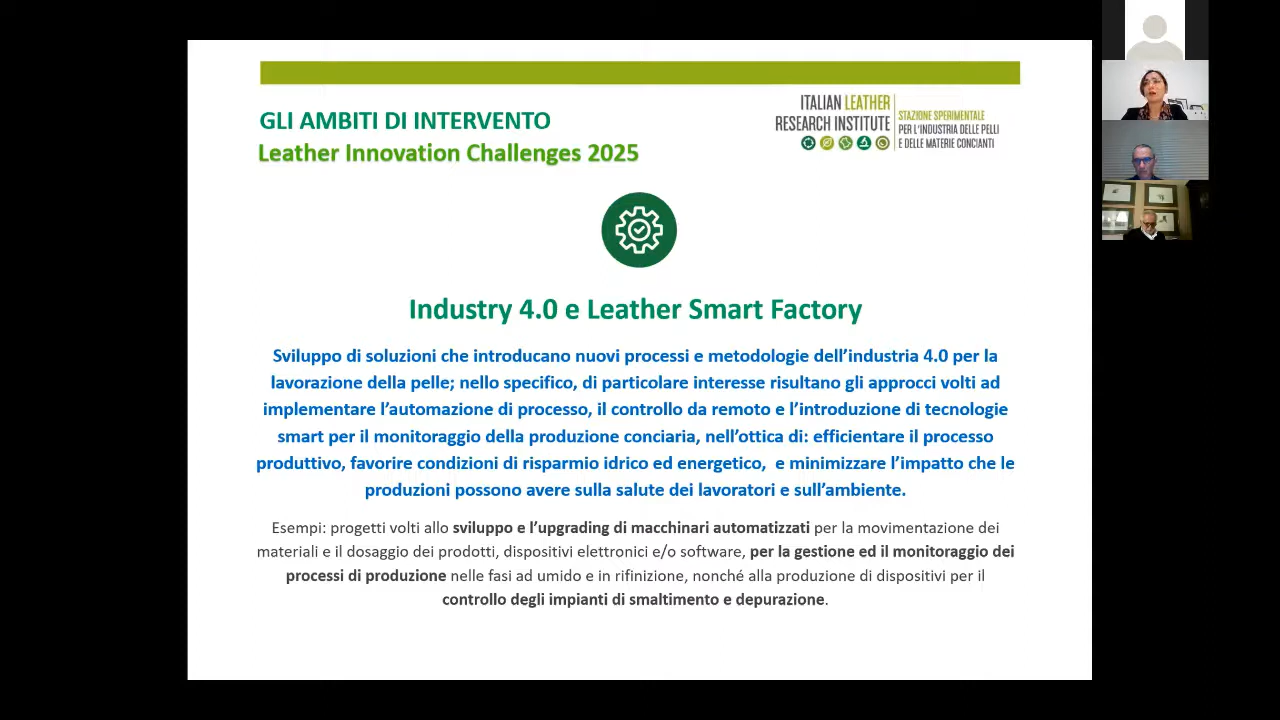 GLI AMBITI DI INTERVENTO
Leather Innovation Challenges 2025
ITALIAN LEATHER
RESEARCH INSTITUTE
STAZIONE SPERIMENTALE
PER L'INDUSTRIA DELLE PELLI
E DELLE MATERIE CONCIANTI
Industry 4.0 e Leather Smart Factory
Sviluppo di soluzioni che introducano nuovi processi e metodologie dell’industria 4.0 per la
lavorazione della pelle; nello specifico, di particolare interesse risultano gli approcci volti ad
implementare l’automazione di processo, il controllo da remoto e l’introduzione di tecnologie
smart per il monitoraggio della produzione conciaria, nell’ottica di: efficientare il processo
produttivo, favorire condizioni di risparmio idrico ed energetico,  e minimizzare l’impatto che le
produzioni possono avere sulla salute dei lavoratori e sull’ambiente.
Esempi: progetti volti allo sviluppo e l’upgrading di macchinari automatizzati per la movimentazione dei
materiali e il dosaggio dei prodotti, dispositivi elettronici e/o software, per la gestione ed il monitoraggio dei
processi di produzione nelle fasi ad umido e in rifinizione, nonché alla produzione di dispositivi per il
controllo degli impianti di smaltimento e depurazione.